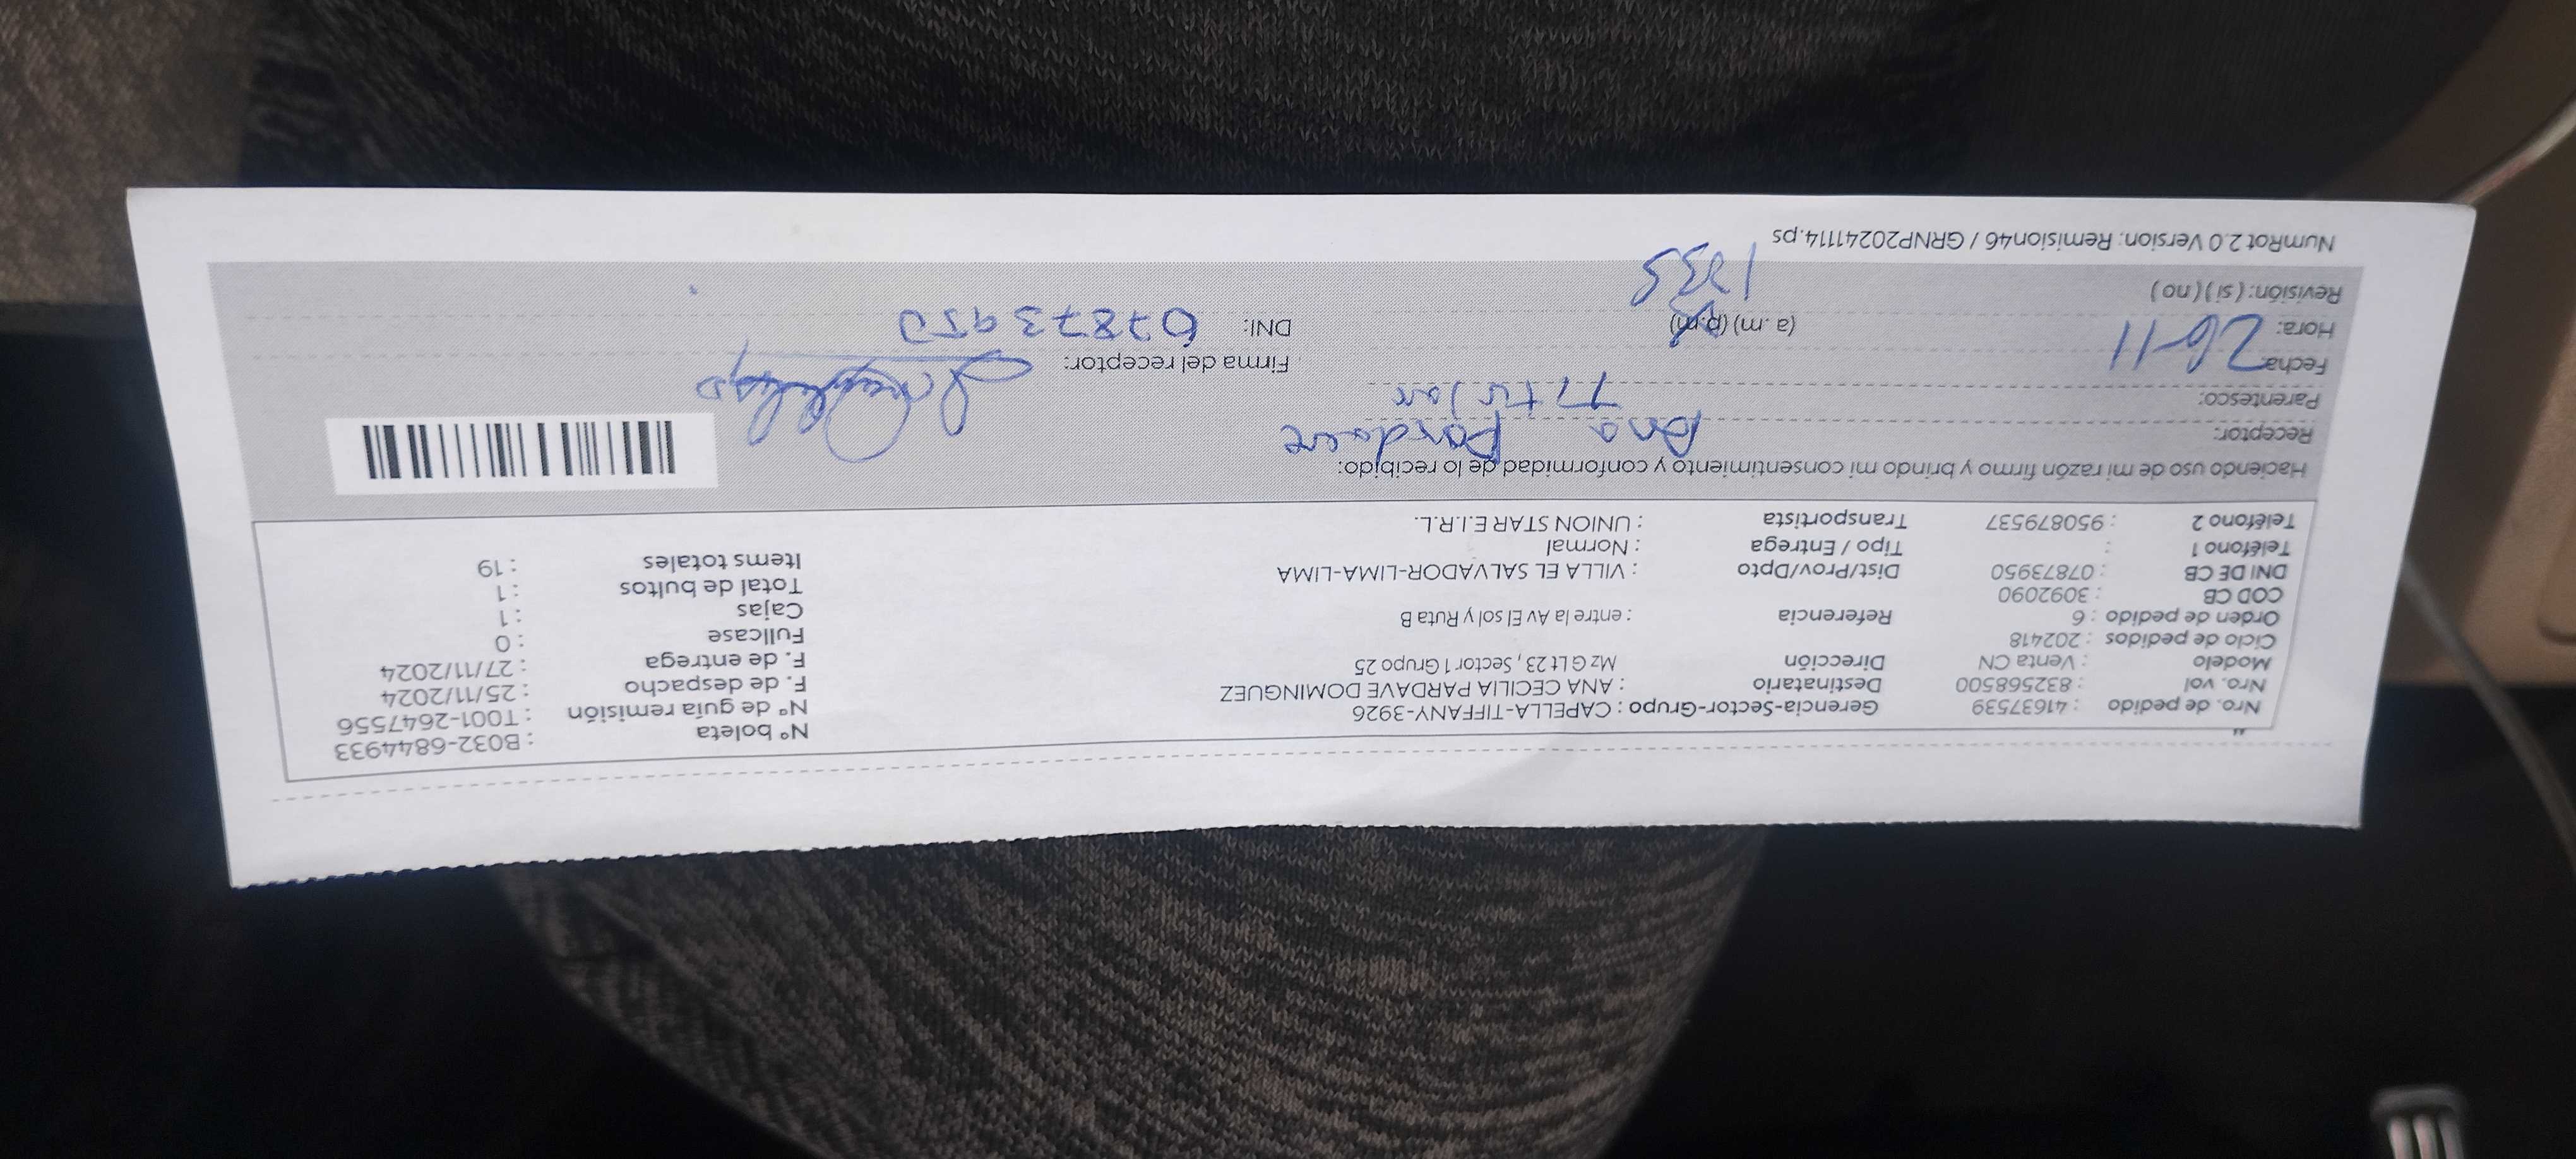 Nro. de pedido : 41637539 Gerencia-Sector-Grupo : CAPELLA-TIFFANY-3926 N° boleta : B032-6844933
Nro. vol : 832568500 Destinatario : ANA CECILIA PARDAVE DOMINGUEZ N° de guía remisión : T001-2647556
Modelo : Venta CN Dirección Mz G Lt 23 , Sector 1 Grupo 25 F. de despacho : 25/11/2024
Ciclo de pedidos : 202418 F. de entrega : 27/11/2024
Orden de pedido : 6 Referencia : entre la Av El sol y Ruta B Fullcase : 0
COD CB : 3092090 Cajas : 1
DNI DE CB : 07873950 Dist/Prov/Dpto : VILLA EL SALVADOR-LIMA-LIMA Total de bultos : 1
Teléfono 1 : Tipo / Entrega : Normal Items totales : 19
Teléfono 2 : 950879537 Transportista : UNION STAR E.I.R.L.
Haciendo uso de mi razón firmo y brindo mi consentimiento y conformidad de lo recibido:
Receptor: Ana Pardave
Parentesco: Titular
Fecha: 26-11 Firma del receptor:
Hora: (a. m) (p.m) DNI: 07873950
Revisión: ( si ) ( no ) 1335
NumRot 2.0 Version: Remision46 / GRNP20241114.ps